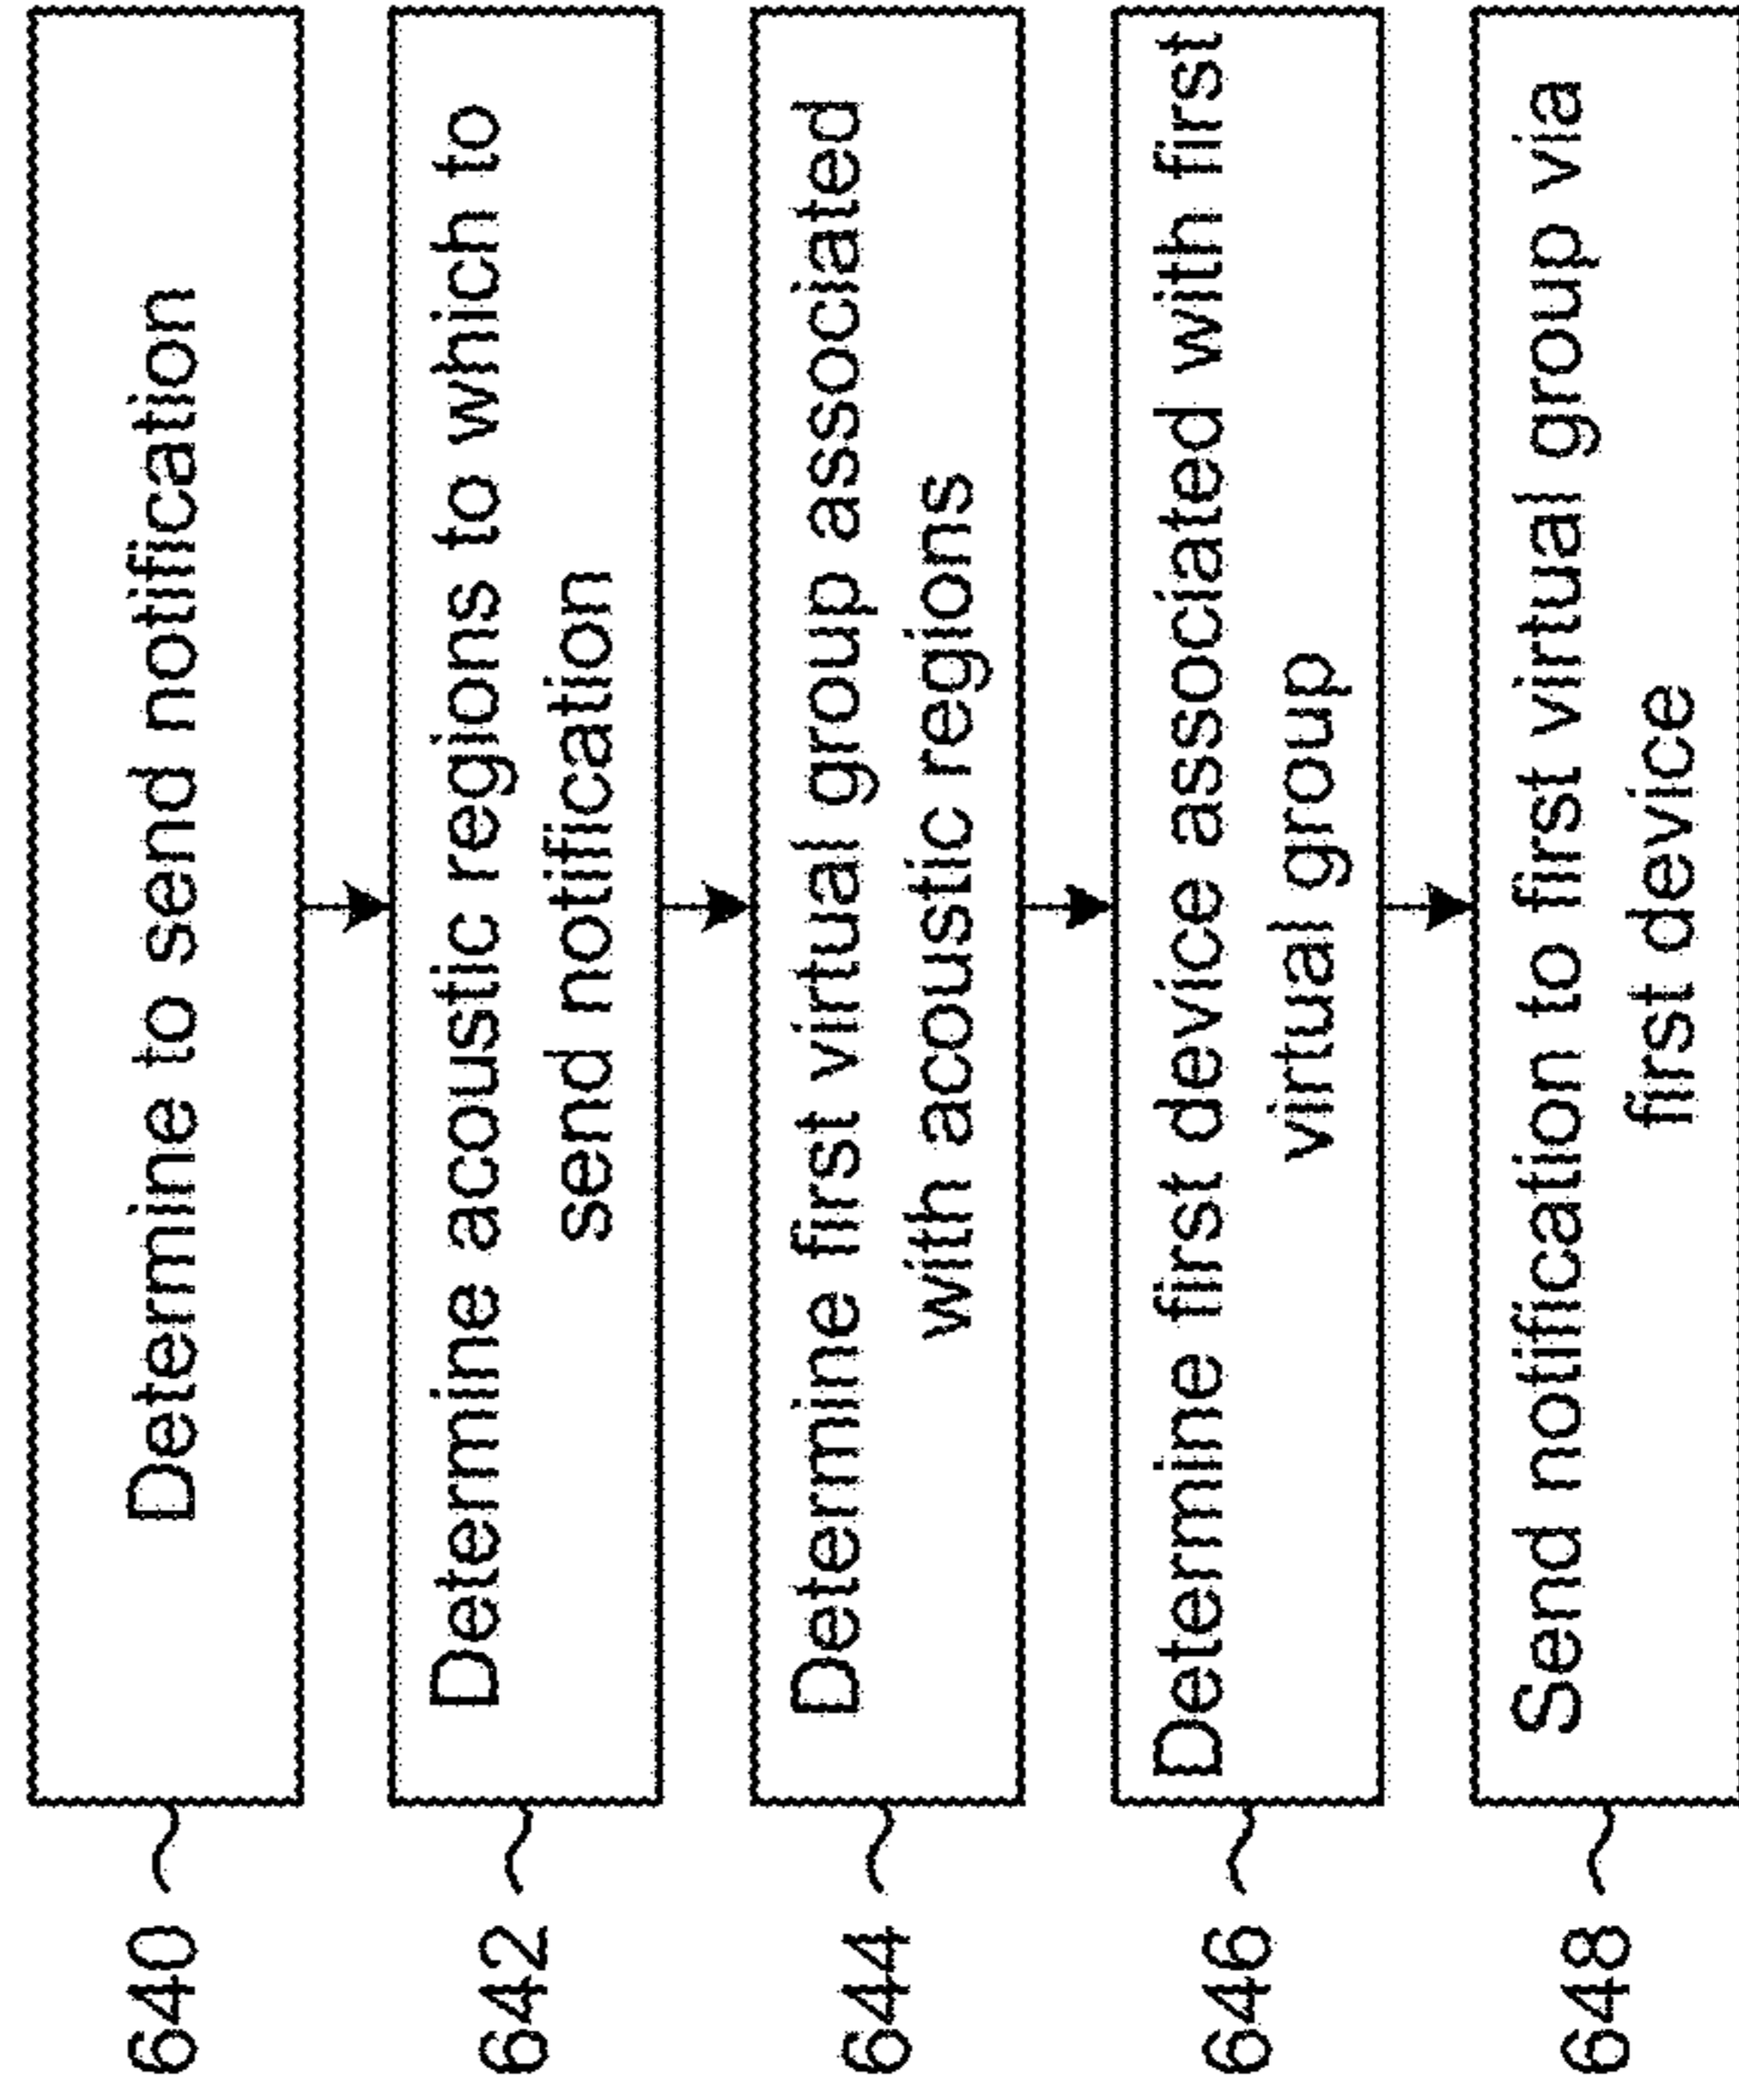 640
Determine to send notification
642
Determine acoustic regions to which to
send notification
644
Determine first virtual group associated
with acoustic regions
646
Determine first device associated with first
virtual group
648
Send notification to first virtual group via
first device